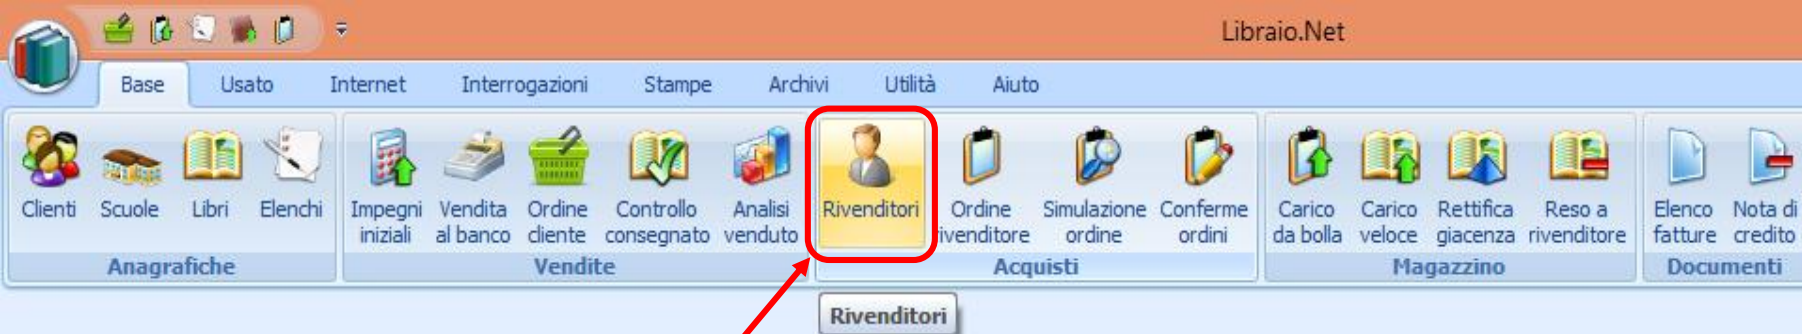 Libraio.Net
Base Usato Internet Interrogazioni Stampe Archivi Utilità Aiuto
Clienti Scuole Libri Elenchi Impegni Vendita Ordine Controllo Analisi Rivenditori Ordine Simulazione Conferme Carico Carico Rettifica Reso a Elenco Nota di
iniziali al banco cliente consegnato venduto ivenditore ordine ordini da bolla veloce giacenza rivenditore fatture credito
Anagrafiche Vendite Acquisti Magazzino Documenti
Rivenditori